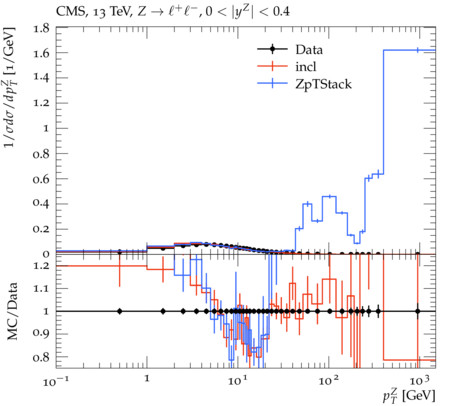 CMS, 13 TeV, Z → ℓ⁺ℓ⁻, 0 < |y^Z| < 0.4
1/σdσ/dp_T^Z [1/GeV]
1.8
1.6
1.4
1.2
1
0.8
0.6
0.4
0.2
0
Data
incl
ZpTStack
MC/Data
1.2
1.1
1
0.9
0.8
10⁻¹
1
10¹
10²
10³
p_T^Z [GeV]